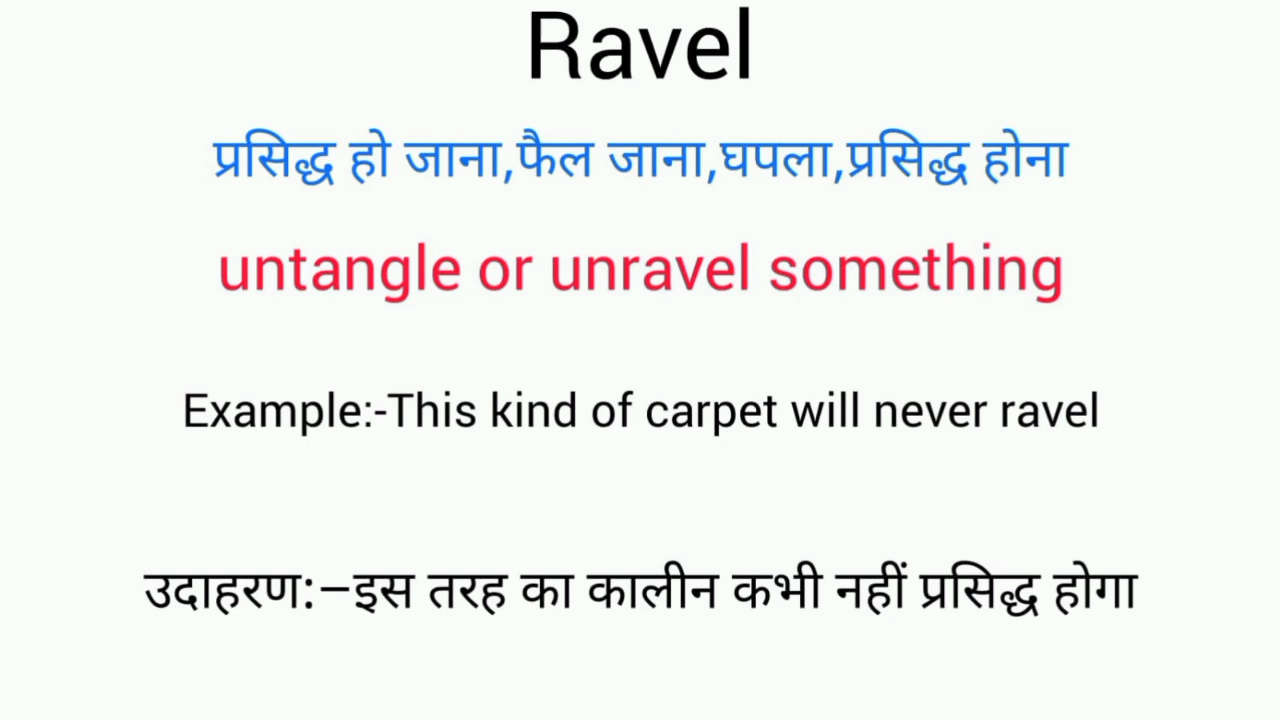 Ravel
प्रसिद्ध हो जाना,फैल जाना,घपला,प्रसिद्ध होना
untangle or unravel something
Example:-This kind of carpet will never ravel
उदाहरण:–इस तरह का कालीन कभी नहीं प्रसिद्ध होगा